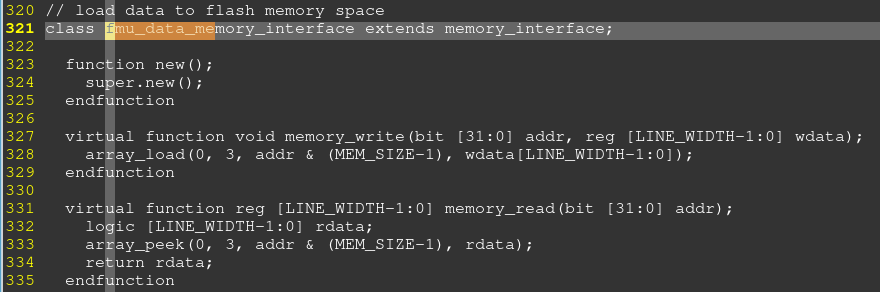 320 // load data to flash memory space
321 class fmu_data_memory_interface extends memory_interface;
322
323   function new();
324     super.new();
325   endfunction
326
327   virtual function void memory_write(bit [31:0] addr, reg [LINE_WIDTH-1:0] wdata);
328     array_load(0, 3, addr & (MEM_SIZE-1), wdata[LINE_WIDTH-1:0]);
329   endfunction
330
331   virtual function reg [LINE_WIDTH-1:0] memory_read(bit [31:0] addr);
332     logic [LINE_WIDTH-1:0] rdata;
333     array_peek(0, 3, addr & (MEM_SIZE-1), rdata);
334     return rdata;
335   endfunction